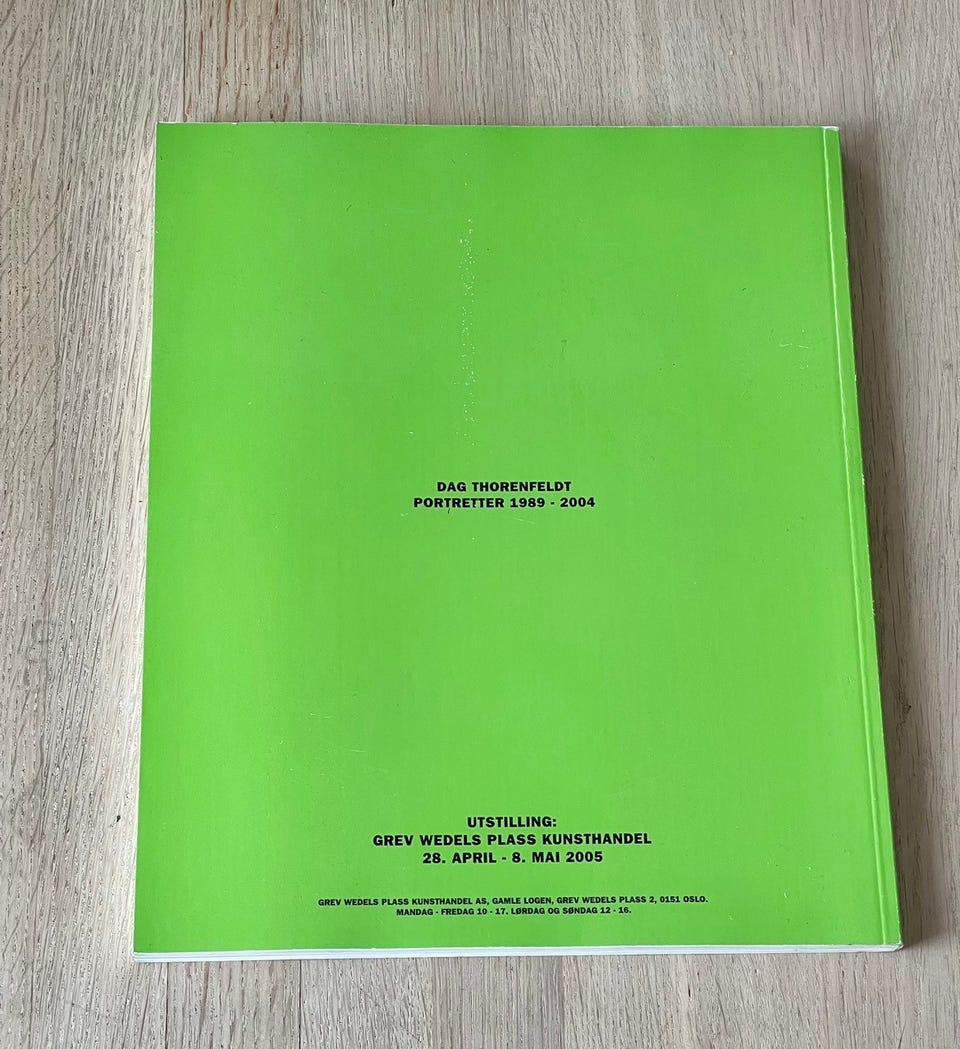 DAG THORENFELDT
PORTRETTER 1989 - 2004
UTSTILLING:
GREV WEDELS PLASS KUNSTHANDEL
28. APRIL - 8. MAI 2005
GREV WEDELS PLASS KUNSTHANDEL AS, GAMLE LOGEN, GREV WEDELS PLASS 2, 0151 OSLO.
MANDAG - FREDAG 10 - 17. LØRDAG OG SØNDAG 12 - 16.